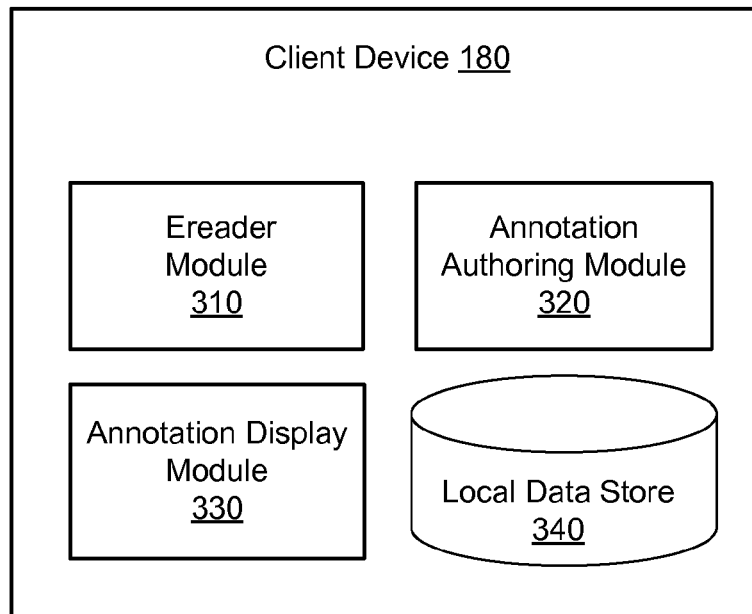 Client Device 180
Ereader
Module
310
Annotation
Authoring Module
320
Annotation Display
Module
330
Local Data Store
340